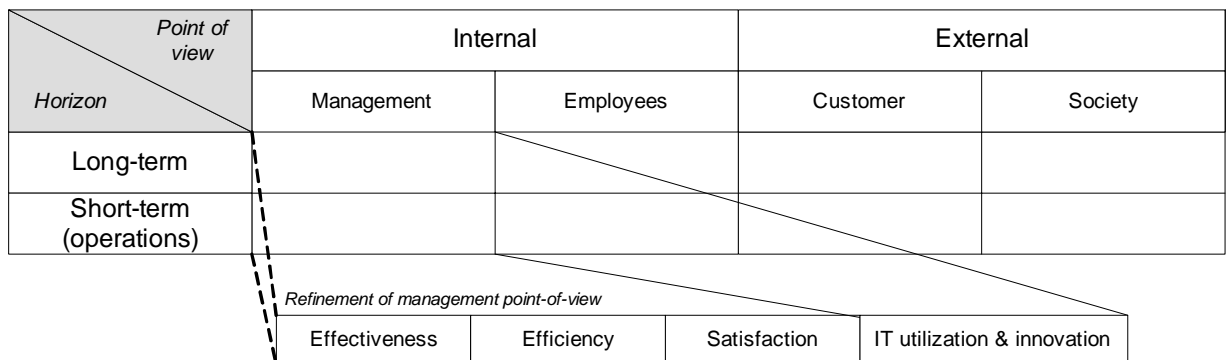 Point of
view
Horizon
Internal
External
Management
Employees
Customer
Society
Long-term
Short-term
(operations)
Refinement of management point-of-view
Effectiveness
Efficiency
Satisfaction
IT utilization & innovation